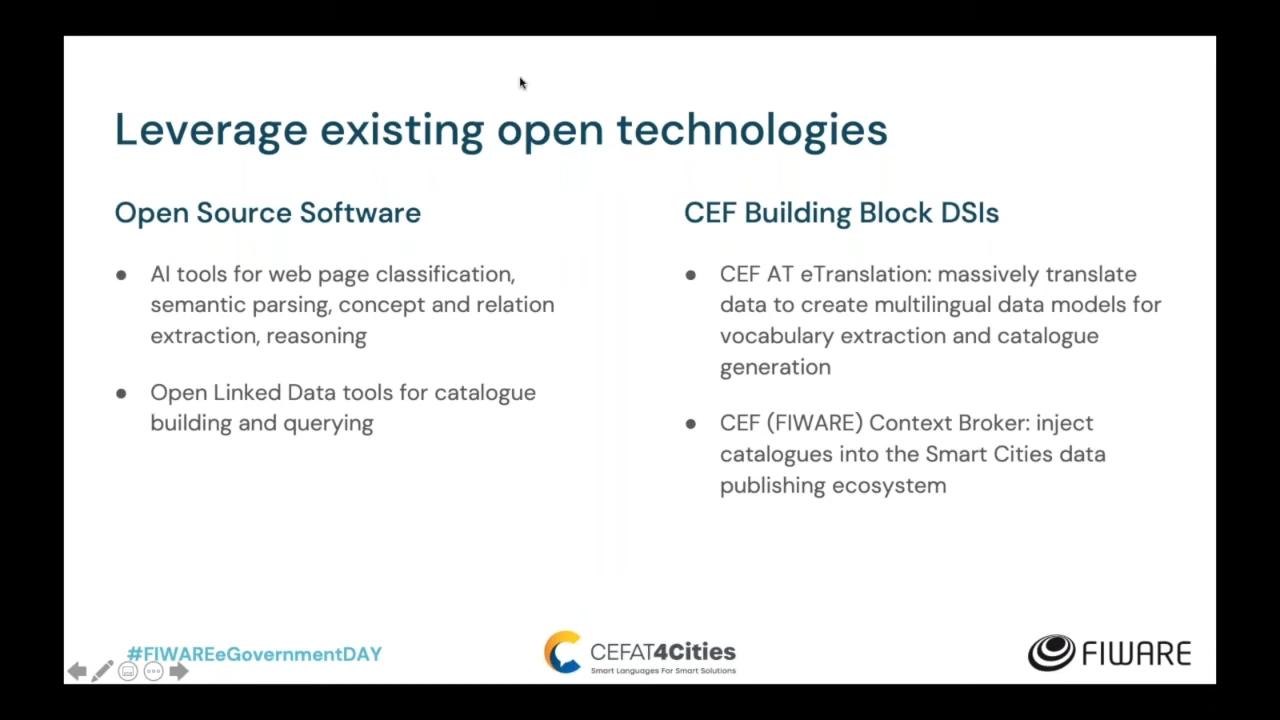 Leverage existing open technologies
Open Source Software
● AI tools for web page classification,
semantic parsing, concept and relation
extraction, reasoning
● Open Linked Data tools for catalogue
building and querying
CEF Building Block DSIs
● CEF AT eTranslation: massively translate
data to create multilingual data models for
vocabulary extraction and catalogue
generation
● CEF (FIWARE) Context Broker: inject
catalogues into the Smart Cities data
publishing ecosystem
#FIWAREeGovernmentDAY
CEFAT4Cities
Smart Languages For Smart Solutions
FIWARE